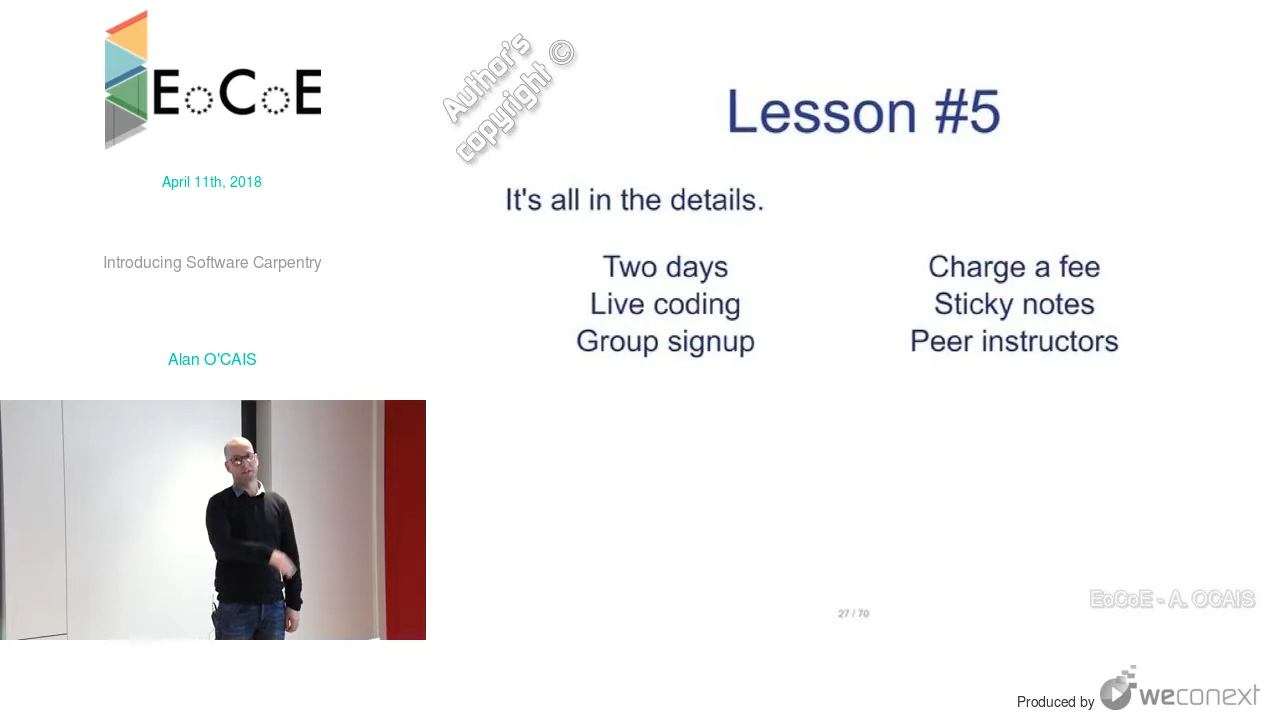 EoCoE
April 11th, 2018
Introducing Software Carpentry
Alan O'CAIS
Author's
copyright ©
Lesson #5
It's all in the details.
Two days
Live coding
Group signup
Charge a fee
Sticky notes
Peer instructors
27 / 70
EoCoE - A. OCAIS
Produced by weconext